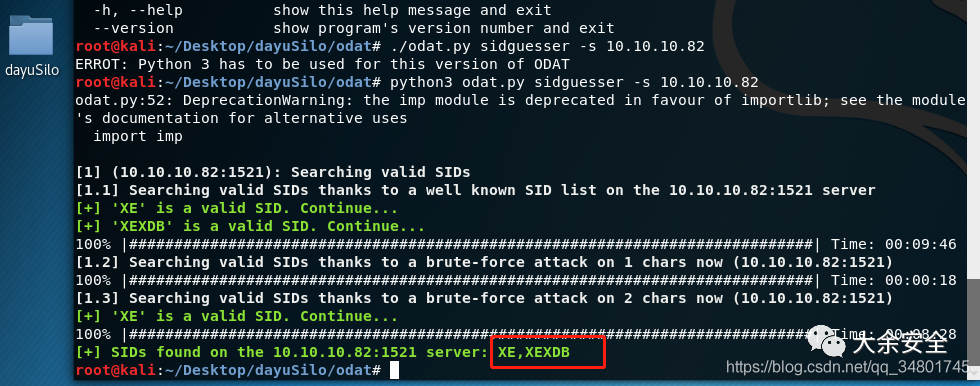 -h, --help            show this help message and exit
--version             show program's version number and exit
root@kali:~/Desktop/dayuSilo/odat# ./odat.py sidguesser -s 10.10.10.82
ERROT: Python 3 has to be used for this version of ODAT
root@kali:~/Desktop/dayuSilo/odat# python3 odat.py sidguesser -s 10.10.10.82
odat.py:52: DeprecationWarning: the imp module is deprecated in favour of importlib; see the module
's documentation for alternative uses
import imp
[1] (10.10.10.82:1521): Searching valid SIDs
[1.1] Searching valid SIDs thanks to a well known SID list on the 10.10.10.82:1521 server
[+] 'XE' is a valid SID. Continue...
[+] 'XEXDB' is a valid SID. Continue...
100% |############################################################################| Time: 00:09:46
[1.2] Searching valid SIDs thanks to a brute-force attack on 1 chars now (10.10.10.82:1521)
100% |############################################################################| Time: 00:00:18
[1.3] Searching valid SIDs thanks to a brute-force attack on 2 chars now (10.10.10.82:1521)
[+] 'XE' is a valid SID. Continue...
100% |############################################################################| Time: 00:08:28
[+] SIDs found on the 10.10.10.82:1521 server: XE,XEXDB
root@kali:~/Desktop/dayuSilo/odat#
dayuSilo
大余安全
https://blog.csdn.net/qq_34801745